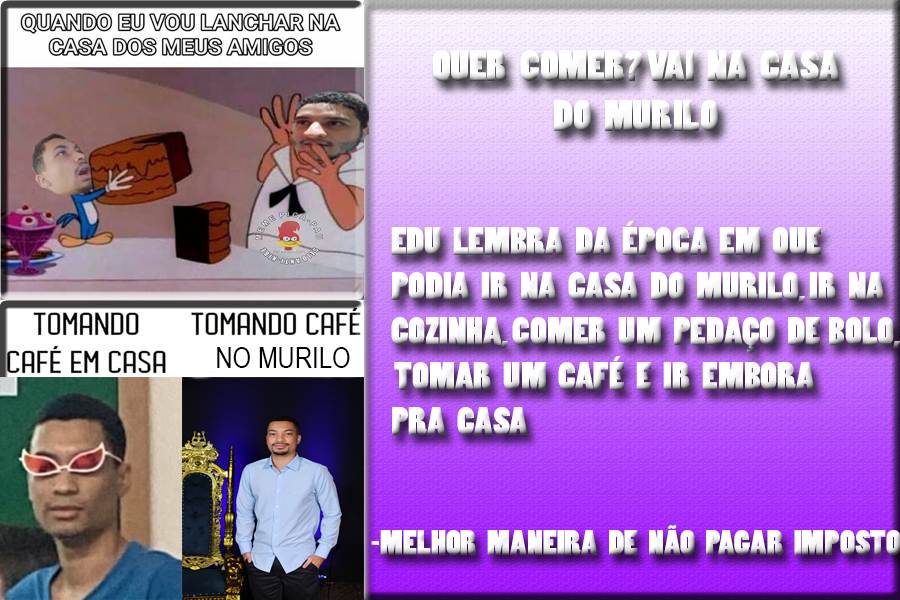 QUANDO EU VOU LANCHAR NA
CASA DOS MEUS AMIGOS
MEME PICA-PAU
TOMANDO
CAFÉ EM CASA
TOMANDO CAFÉ
NO MURILO
QUER COMER? VAI NA CASA
DO MURILO
EDU LEMBRA DA ÉPOCA EM QUE
PODIA IR NA CASA DO MURILO, IR NA
COZINHA, COMER UM PEDAÇO DE BOLO,
TOMAR UM CAFÉ E IR EMBORA
PRA CASA
-MELHOR MANEIRA DE NÃO PAGAR IMPOSTO